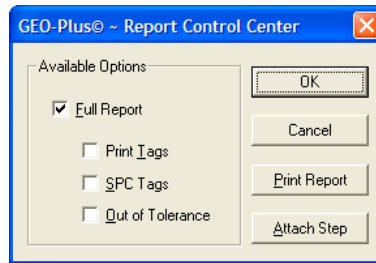 GEO-Plus© ~ Report Control Center
Available Options
Full Report
Print Tags
SPC Tags
Out of Tolerance
OK
Cancel
Print Report
Attach Step